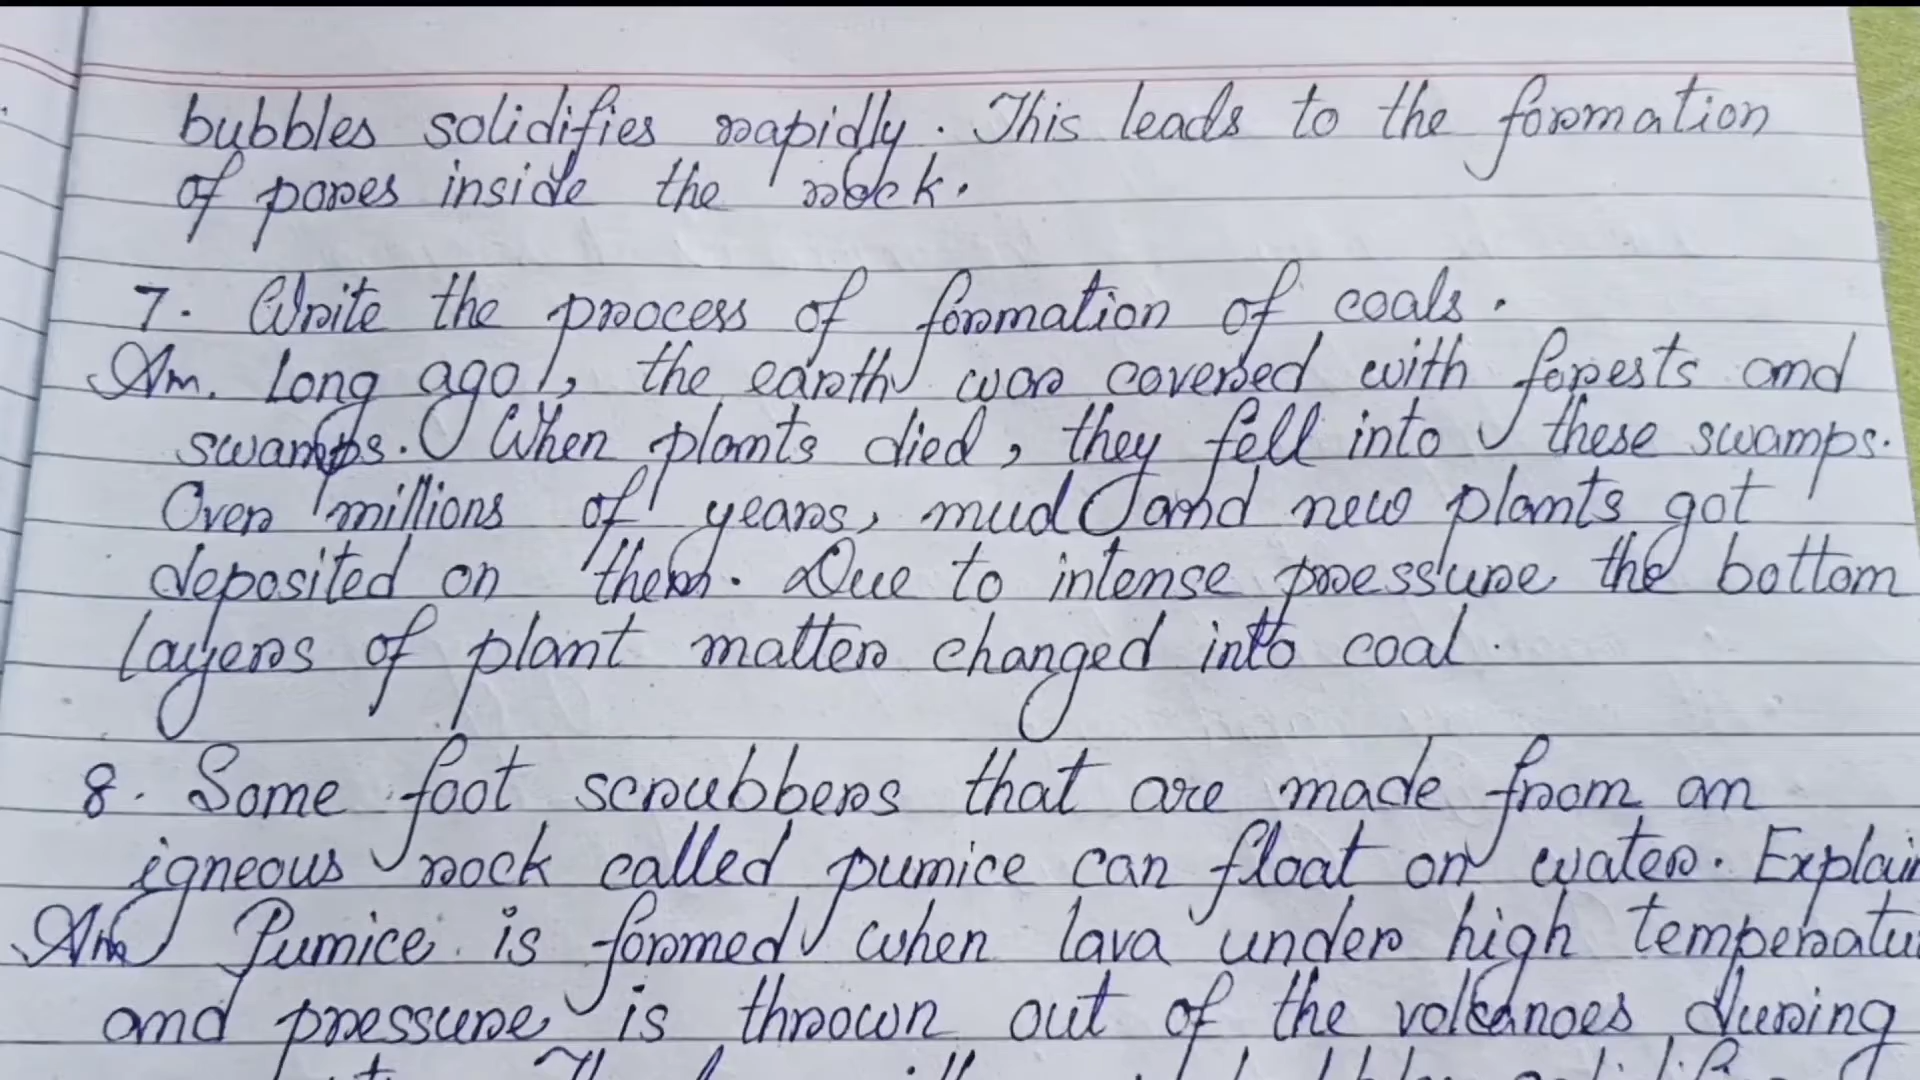 bubbles solidifies rapidly. This leads to the formation
of pores inside the rock.
7. Write the process of formation of coals.
Ans. Long ago, the earth was covered with forests and
swamps. When plants died, they fell into these swamps.
Over millions of years, mud and new plants got
deposited on them. Due to intense pressure the bottom
layers of plant matter changed into coal.
8. Some foot scrubbers that are made from an
igneous rock called pumice can float on water. Explain
Ans Pumice is formed when lava under high temperatu
and pressure is thrown out of the volcanoes during